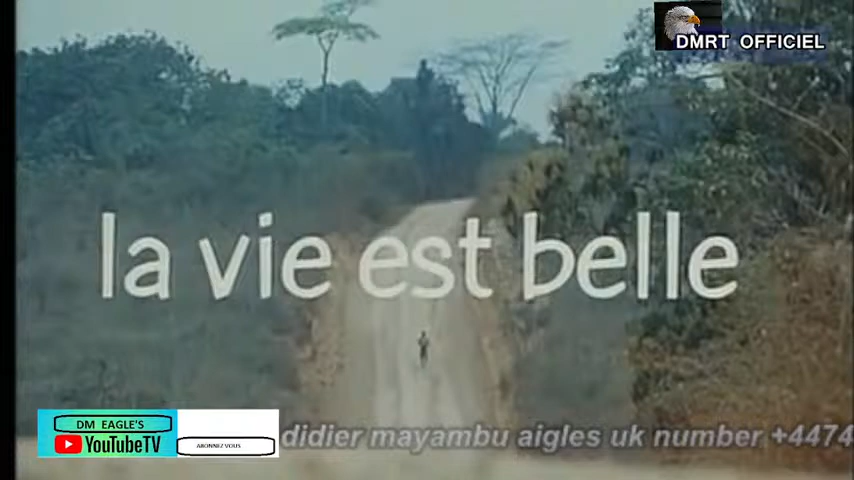 DMRT OFFICIEL
la vie est belle
DM EAGLE'S
YouTubeTV
ABONNEZ VOUS
didier mayambu aigles uk number +4474